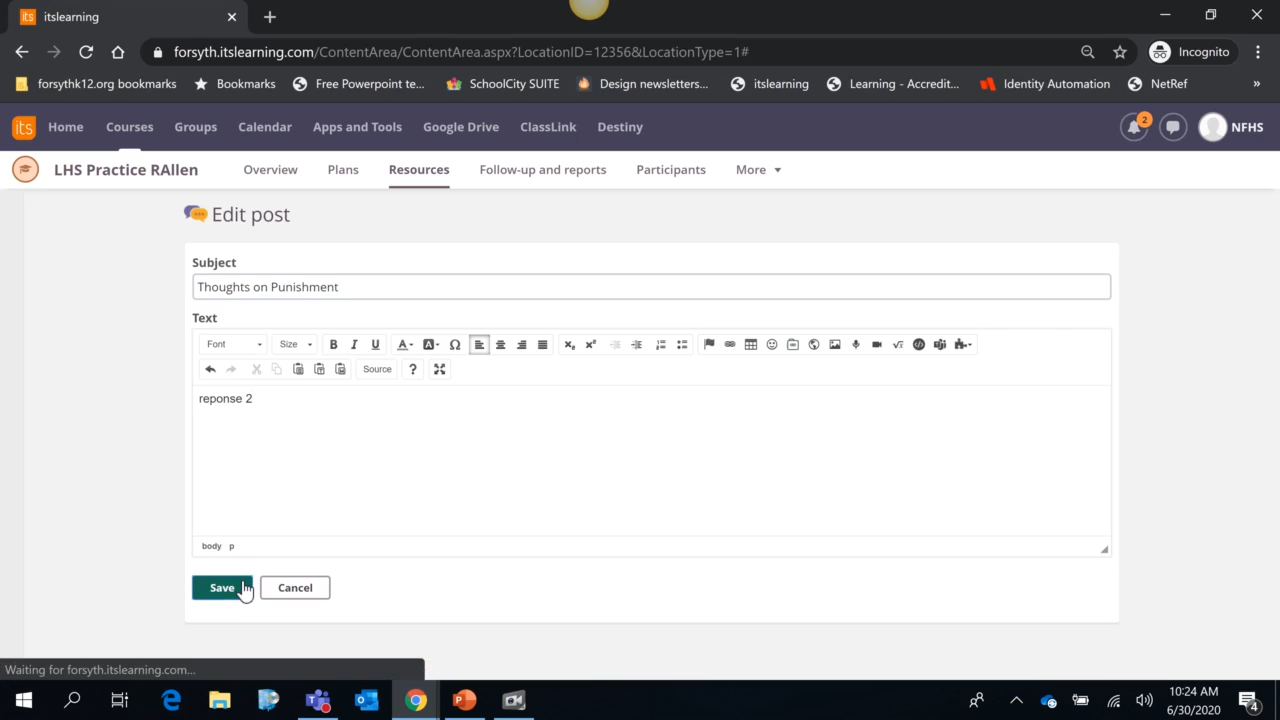 its itslearning
forsyth.itslearning.com/ContentArea/ContentArea.aspx?LocationID=12356&LocationType=1# Incognito
forsythk12.org bookmarks Bookmarks Free Powerpoint te... SchoolCity SUITE Design newsletters... itslearning Learning - Accredit... Identity Automation NetRef »
its Home Courses Groups Calendar Apps and Tools Google Drive ClassLink Destiny 2 NFHS
LHS Practice RAllen Overview Plans Resources Follow-up and reports Participants More
Edit post
Subject
Thoughts on Punishment
Text
Font Size B I U A A Ω x₂ x²
Source ?
reponse 2
body p
Save Cancel
Waiting for forsyth.itslearning.com...
10:24 AM
6/30/2020 4